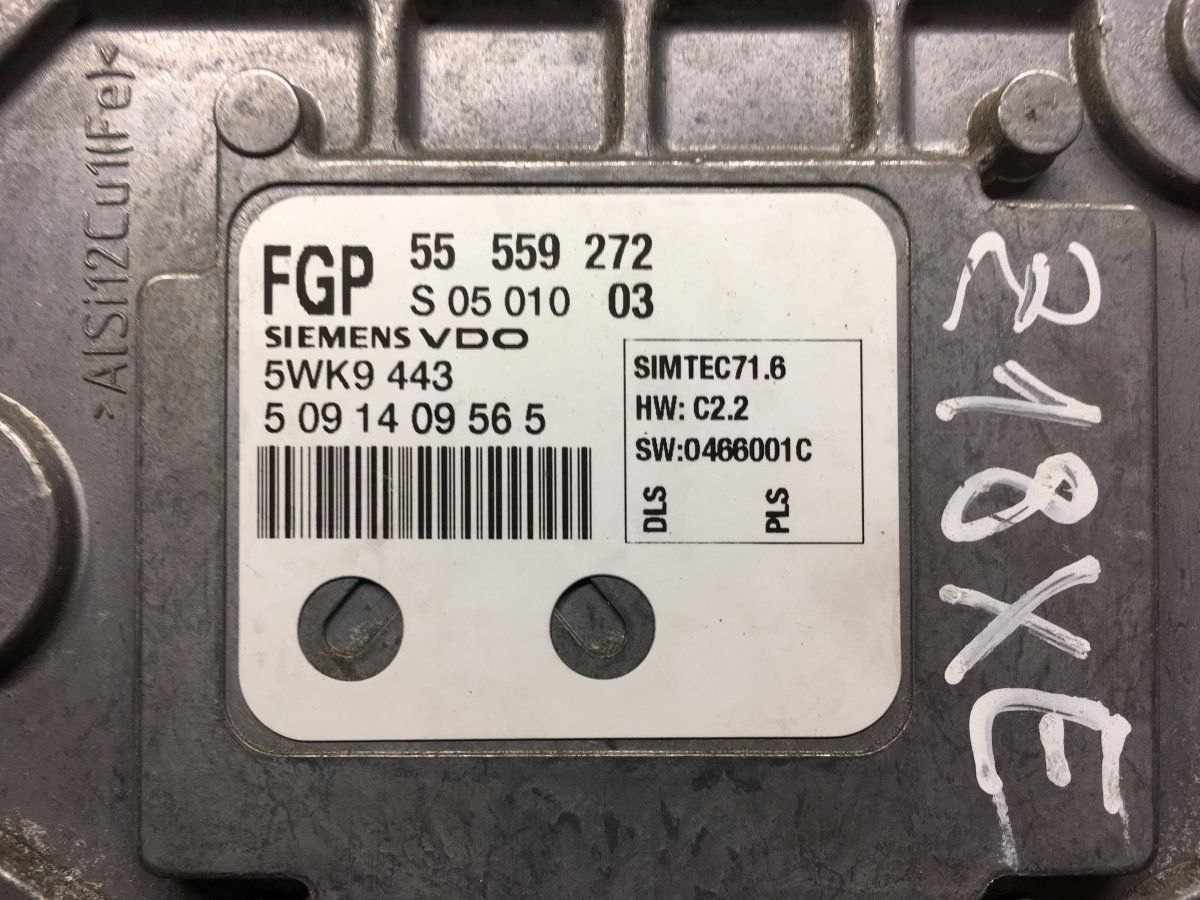 >AlSi12Cu1(Fe)<
FGP 55 559 272
S 05 010 03
SIEMENS VDO
5WK9 443
5 09 14 09 56 5
SIMTEC71.6
HW: C2.2
SW:0466001C
DLS PLS
Z18XE